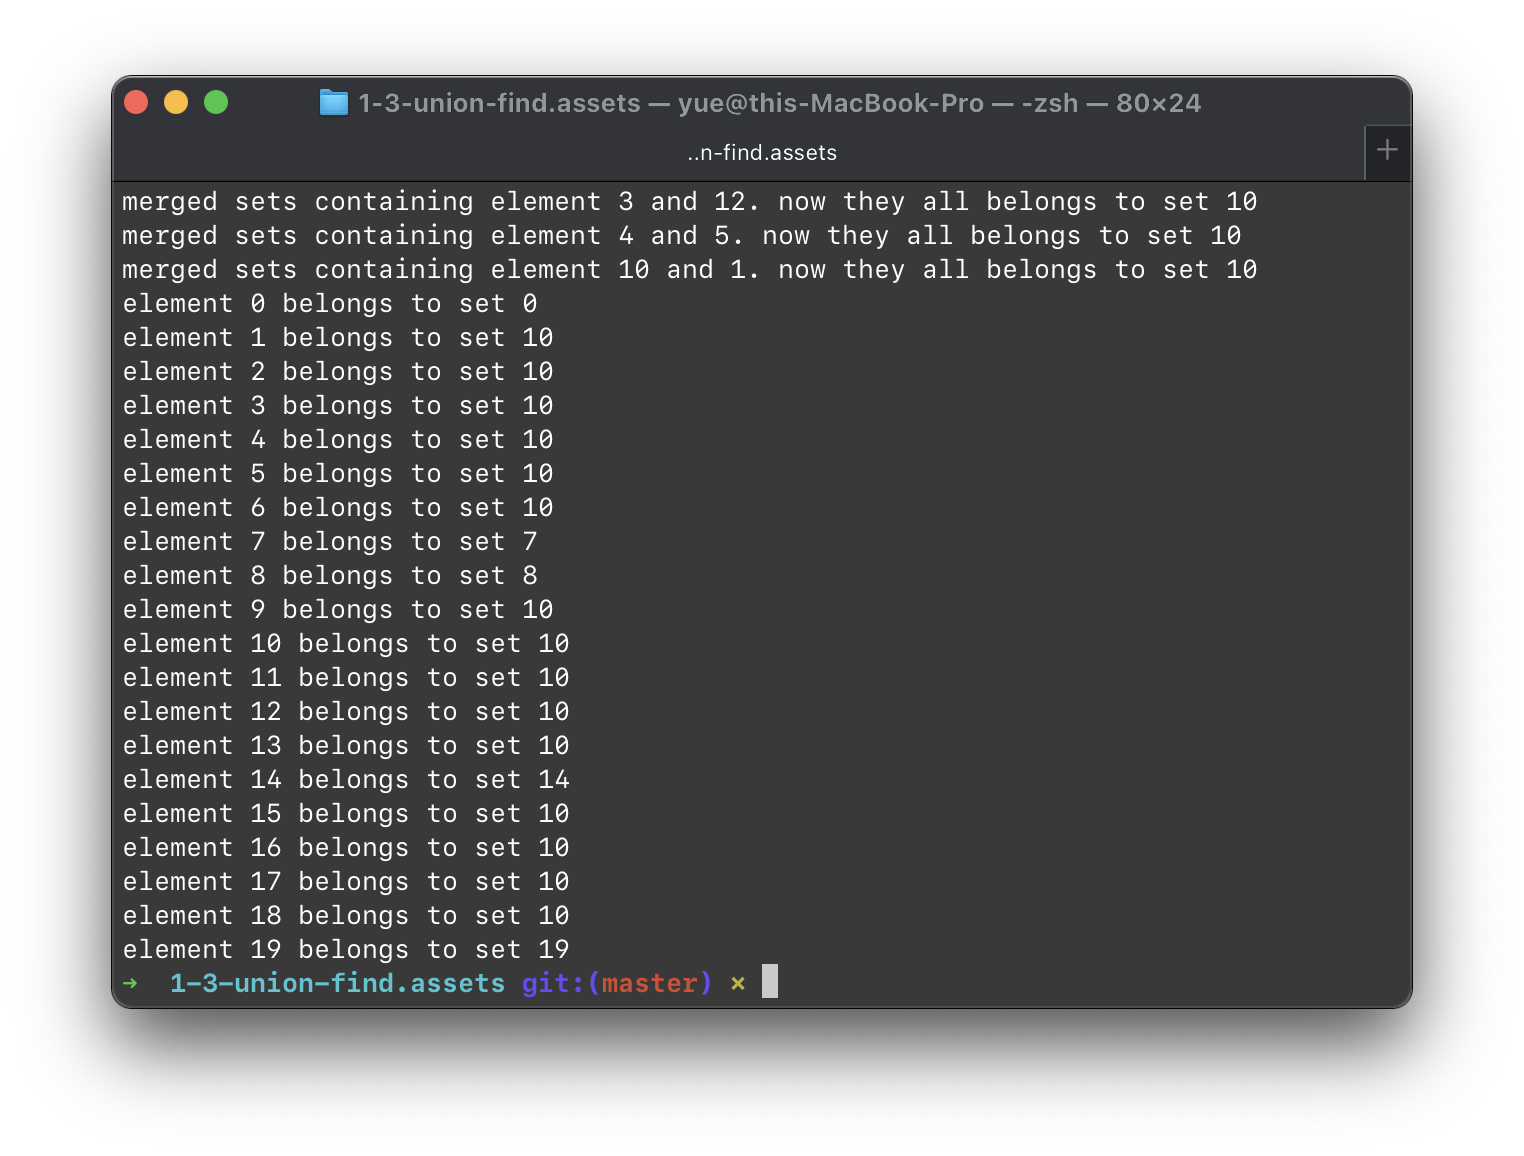 1-3-union-find.assets — yue@this-MacBook-Pro — -zsh — 80×24
..n-find.assets
merged sets containing element 3 and 12. now they all belongs to set 10
merged sets containing element 4 and 5. now they all belongs to set 10
merged sets containing element 10 and 1. now they all belongs to set 10
element 0 belongs to set 0
element 1 belongs to set 10
element 2 belongs to set 10
element 3 belongs to set 10
element 4 belongs to set 10
element 5 belongs to set 10
element 6 belongs to set 10
element 7 belongs to set 7
element 8 belongs to set 8
element 9 belongs to set 10
element 10 belongs to set 10
element 11 belongs to set 10
element 12 belongs to set 10
element 13 belongs to set 10
element 14 belongs to set 14
element 15 belongs to set 10
element 16 belongs to set 10
element 17 belongs to set 10
element 18 belongs to set 10
element 19 belongs to set 19
➜ 1-3-union-find.assets git:(master) ✗